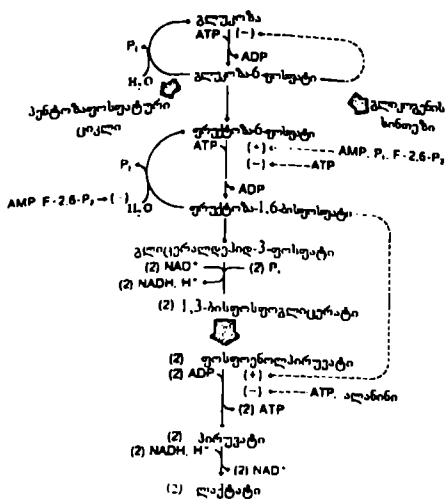 გლუკოზა
ATP (−)
Pᵢ ADP
H₂O გლუკოზა-6-ფოსფატი
პენტოზაფოსფატური ციკლი
გლიკოგენის სინთეზი
ფრუქტოზა-6-ფოსფატი
ATP (+) AMP, Pᵢ, F-2,6-P₂
Pᵢ (−) ATP
ADP
AMP F-2,6-P₂ → (−) H₂O ფრუქტოზა-1,6-ბისფოსფატი
გლიცერალდეჰიდ-3-ფოსფატი
(2) NAD⁺ (2) Pᵢ
(2) NADH, H⁺
(2) 1,3-ბისფოსფოგლიცერატი
(2) ფოსფოენოლპირუვატი
(2) ADP (+)
(−) ATP, ალანინი
(2) ATP
(2) პირუვატი
(2) NADH, H⁺
(2) NAD⁺
(2) ლაქტატი